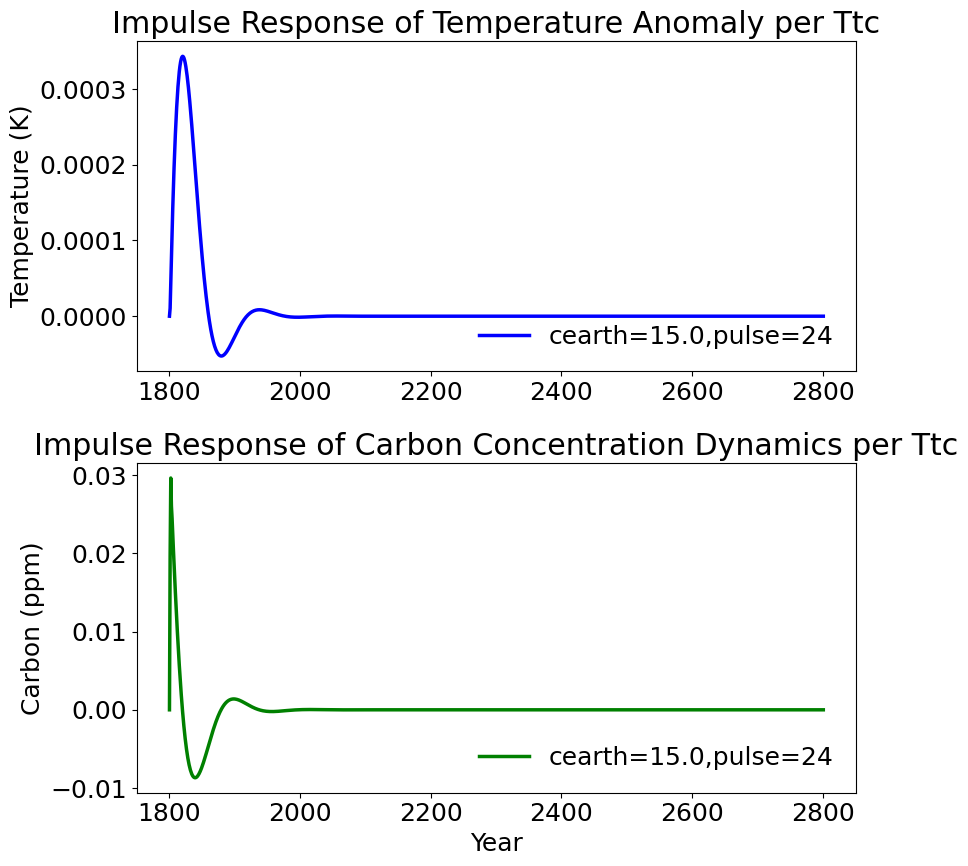 Impulse Response of Temperature Anomaly per Ttc
Temperature (K)
0.0003
0.0002
0.0001
0.0000
cearth=15.0,pulse=24
1800 2000 2200 2400 2600 2800
Impulse Response of Carbon Concentration Dynamics per Ttc
Carbon (ppm)
0.03
0.02
0.01
0.00
cearth=15.0,pulse=24
−0.01
1800 2000 2200 2400 2600 2800
Year